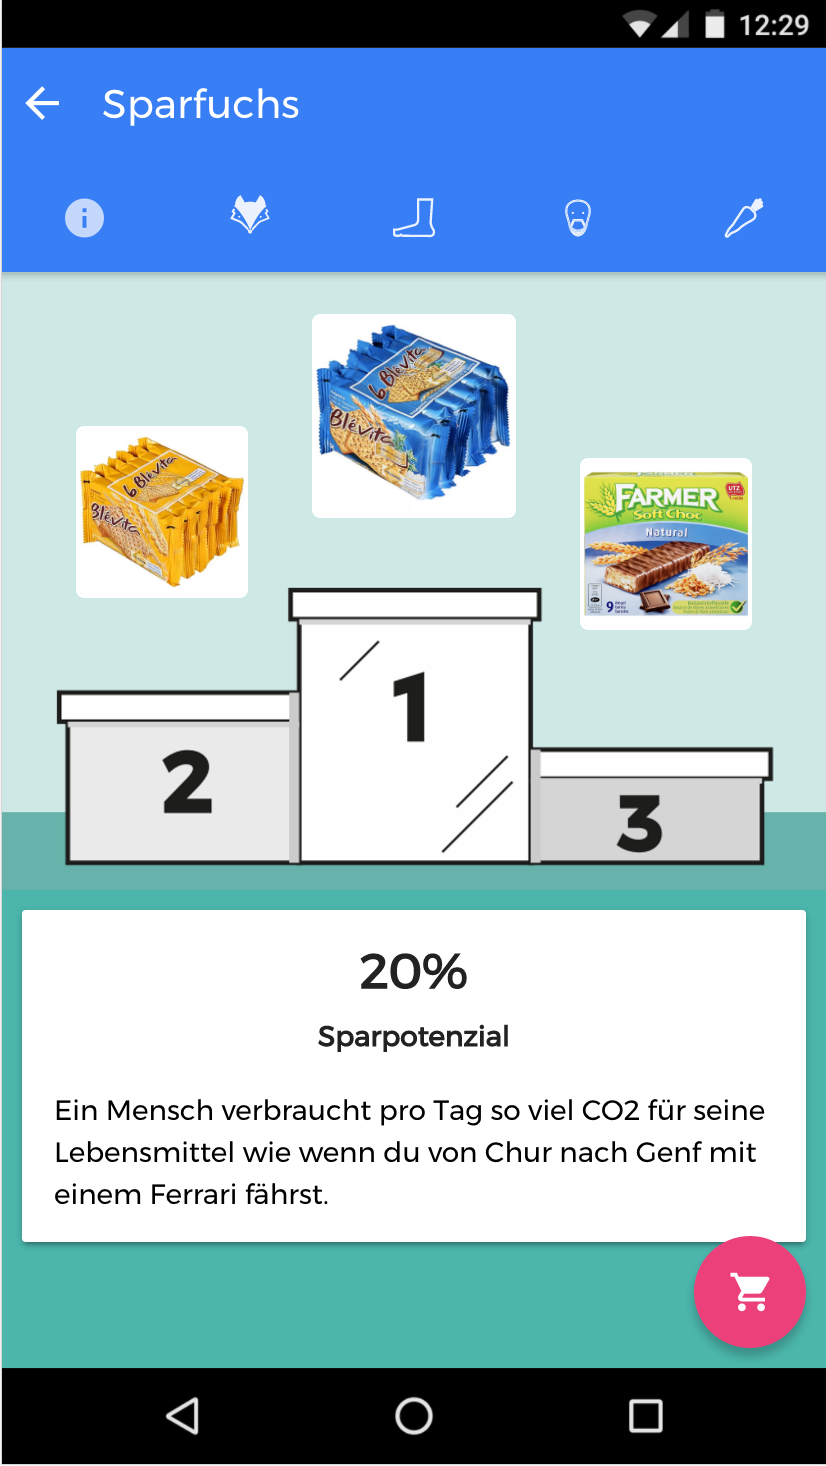 12:29
Sparfuchs
6 Blévita
Blévita
6 Blévita
Blévita
FARMER
Soft Choc
Natural
UTZ
9
1
2
3
20%
Sparpotenzial
Ein Mensch verbraucht pro Tag so viel CO2 für seine
Lebensmittel wie wenn du von Chur nach Genf mit
einem Ferrari fährst.